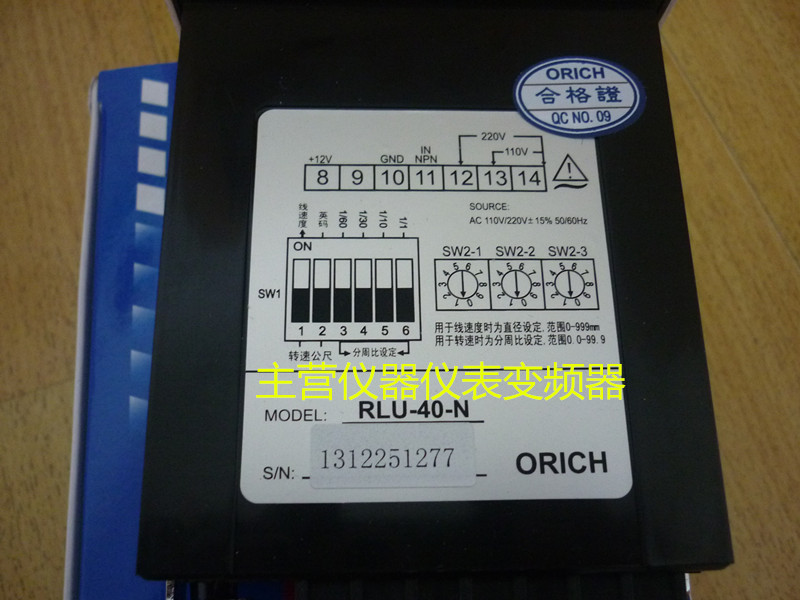 ORICH
合格證
QC NO. 09
220V
110V
+12V GND IN NPN
8 9 10 11 12 13 14
SOURCE:
AC 110V/220V±15% 50/60Hz
线速度 英码 1/60 1/30 1/10 1/1
ON
SW1
1 2 3 4 5 6
转速 公尺 分周比设定
SW2-1 SW2-2 SW2-3
用于线速度时为直径设定. 范围0-999mm
用于转速时为分周比设定. 范围0.0-99.9
主营仪器仪表变频器
MODEL: RLU-40-N
S/N: 1312251277
ORICH